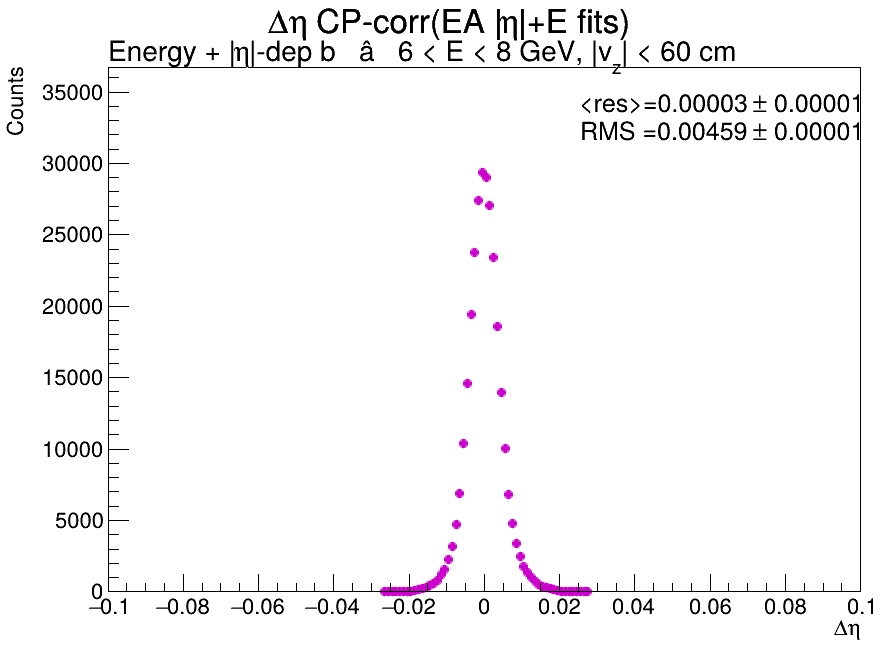 Δη CP-corr(EA |η|+E fits)
Energy + |η|-dep b â 6 < E < 8 GeV, |v_z| < 60 cm
<res>=0.00003 ± 0.00001
RMS =0.00459 ± 0.00001
Counts
35000
30000
25000
20000
15000
10000
5000
0
−0.1 −0.08 −0.06 −0.04 −0.02 0 0.02 0.04 0.06 0.08 0.1
Δη